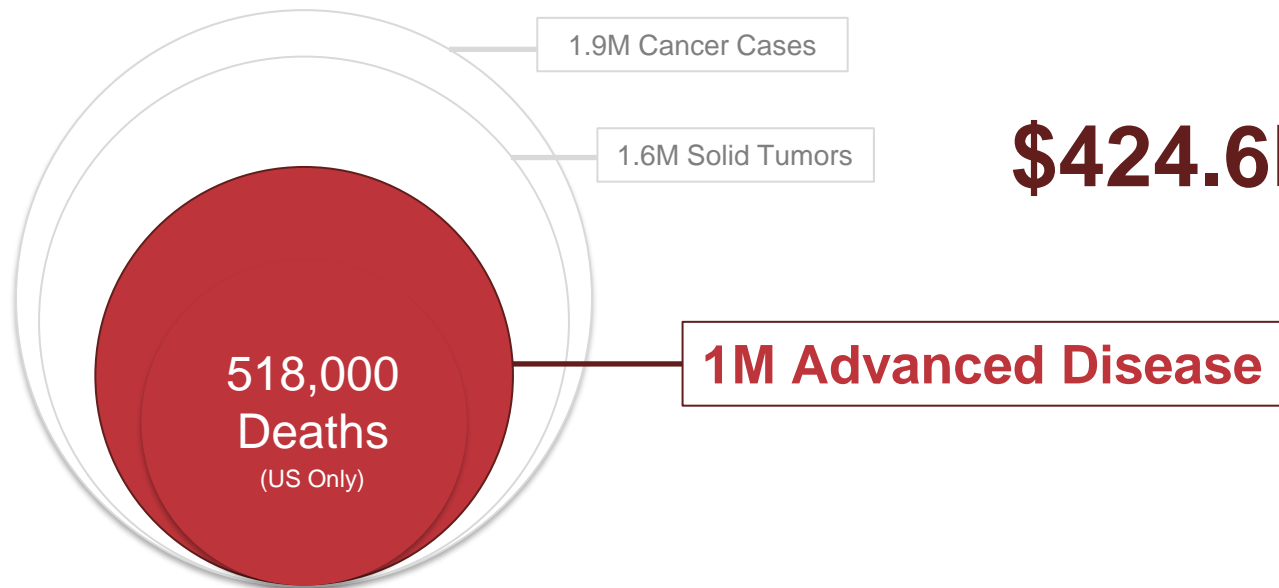 1.9M Cancer Cases
1.6M Solid Tumors
$424.6
1M Advanced Disease
518,000
Deaths
(US Only)